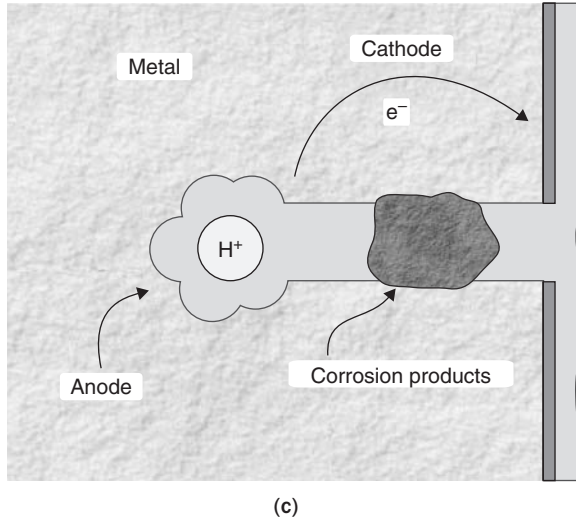 Cathode
Metal
e⁻
H⁺
Anode
Corrosion products
(c)